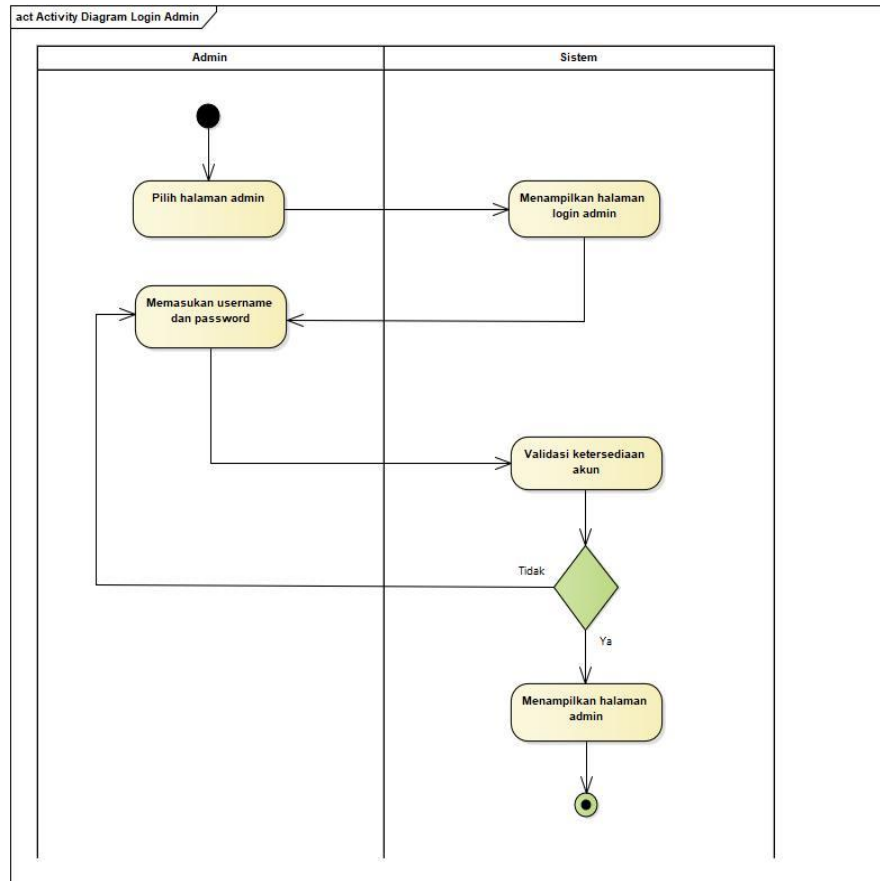 act Activity Diagram Login Admin
Admin
Sistem
Pilih halaman admin
Menampilkan halaman
login admin
Memasukan username
dan password
Validasi ketersediaan
akun
Tidak
Ya
Menampilkan halaman
admin